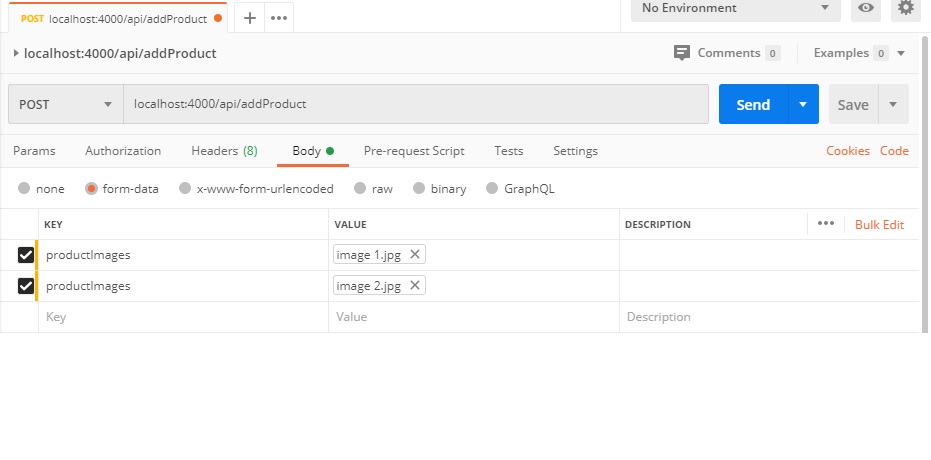 POST localhost:4000/api/addProduct
No Environment
localhost:4000/api/addProduct
Comments 0 Examples 0
POST localhost:4000/api/addProduct Send Save
Params Authorization Headers (8) Body Pre-request Script Tests Settings Cookies Code
none form-data x-www-form-urlencoded raw binary GraphQL
KEY VALUE DESCRIPTION Bulk Edit
productImages image 1.jpg
productImages image 2.jpg
Key Value Description